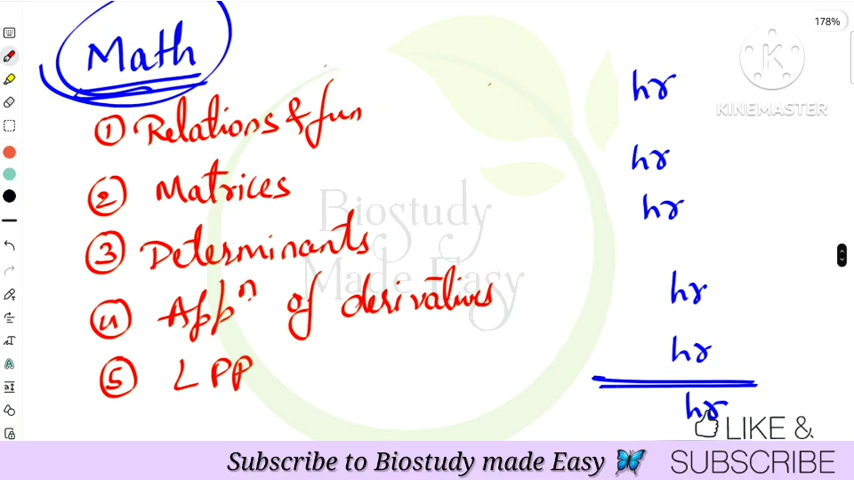 178%
Math
KINEMASTER
hr
① Relations & fun
hr
② Matrices
hr
Biostudy
Made Easy
③ Determinants
④ Appⁿ of derivatives
hr
⑤ LPP
hr
hr
LIKE &
SUBSCRIBE
Subscribe to Biostudy made Easy 🦋